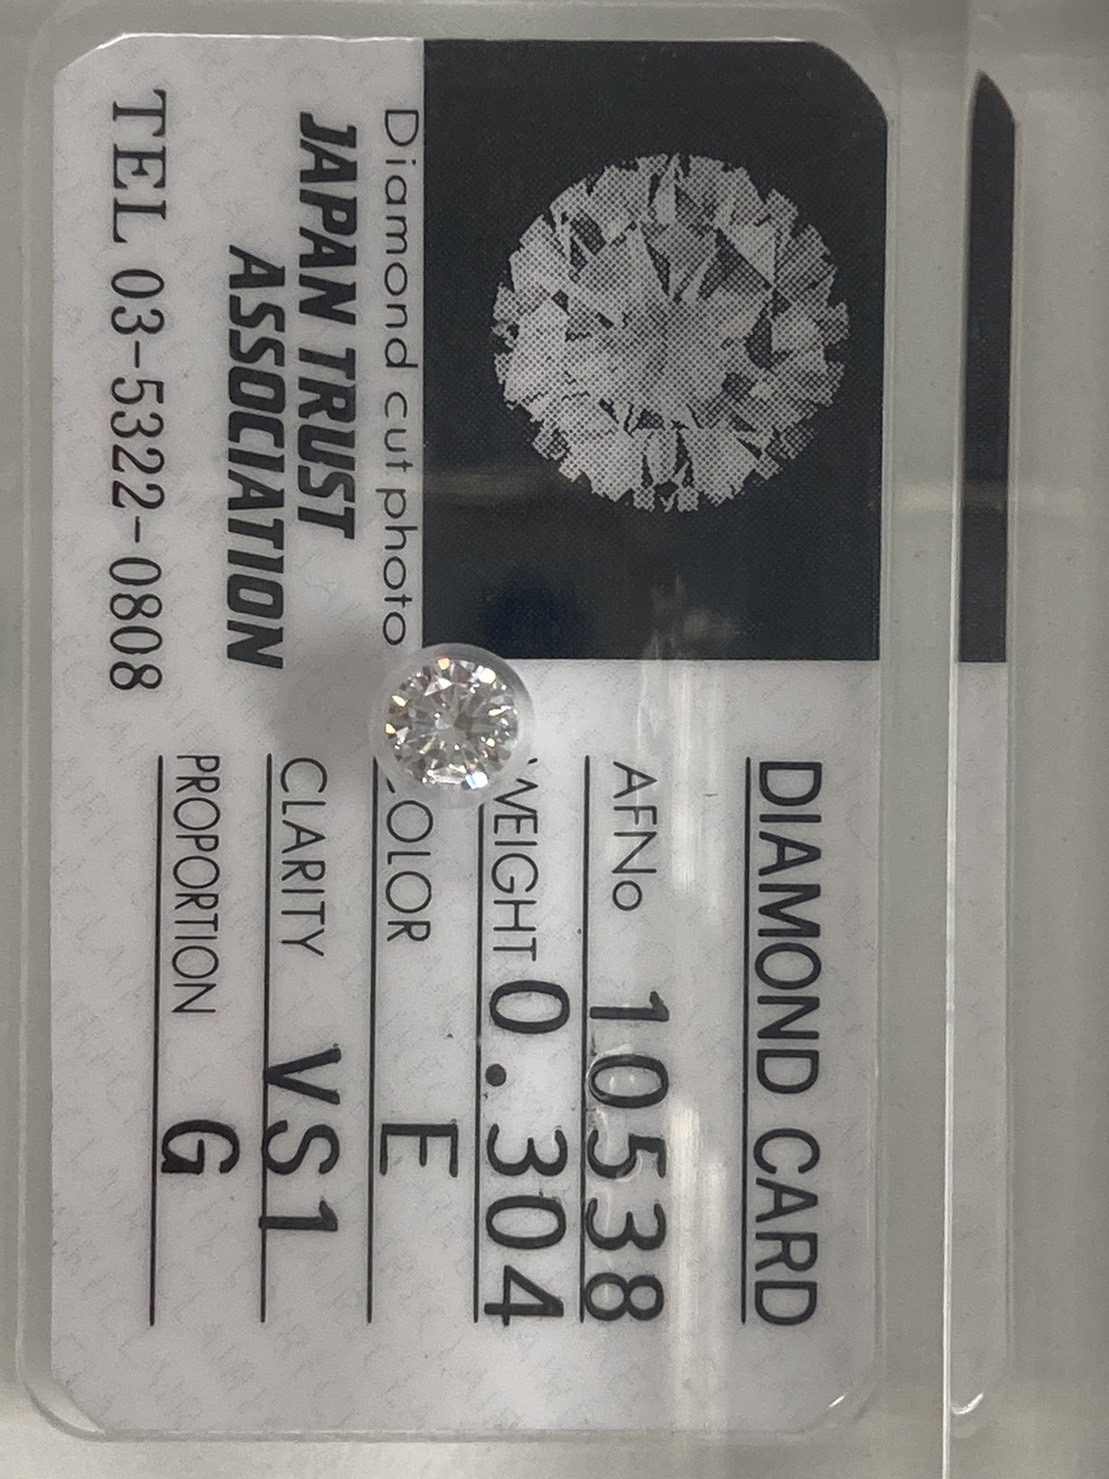 DIAMOND CARD
AFNo 10538
WEIGHT 0.304
COLOR E
CLARITY VS1
PROPORTION G
Diamond cut photo
JAPAN TRUST
ASSOCIATION
TEL 03-5322-0808